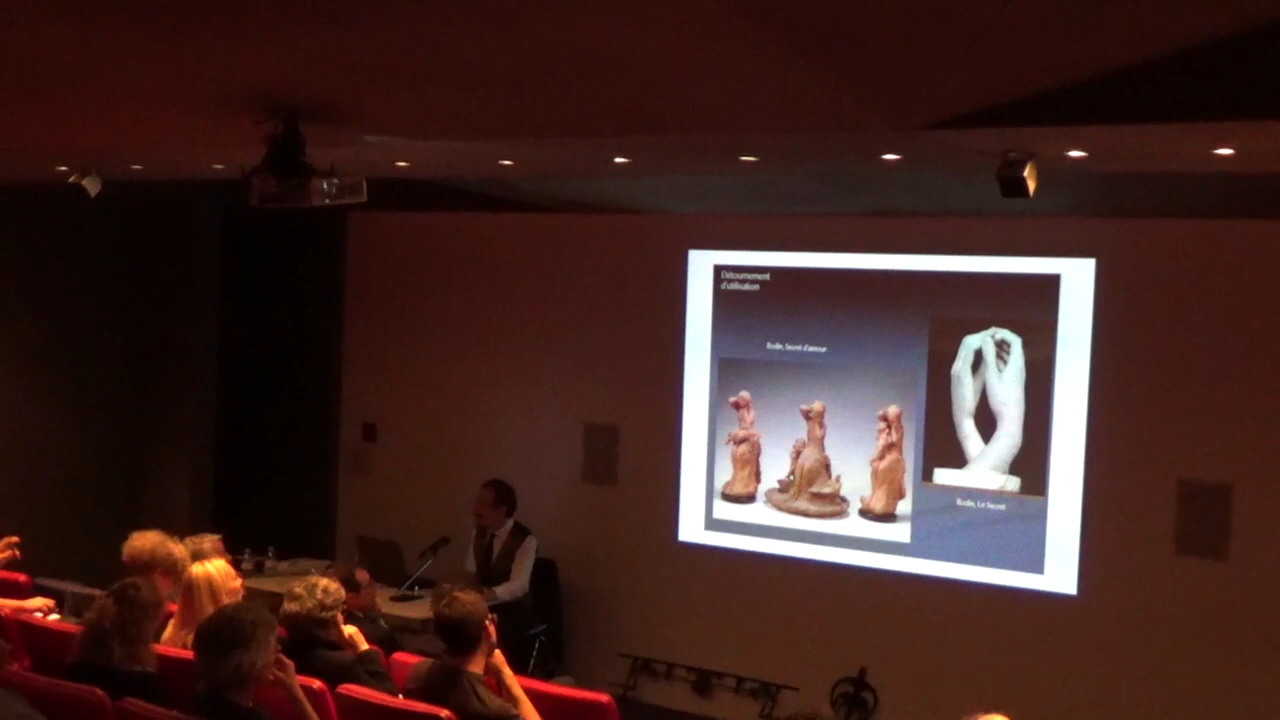 Détournement
d'utilisation
Rodin, Secret d'amour
Rodin, Le Secret